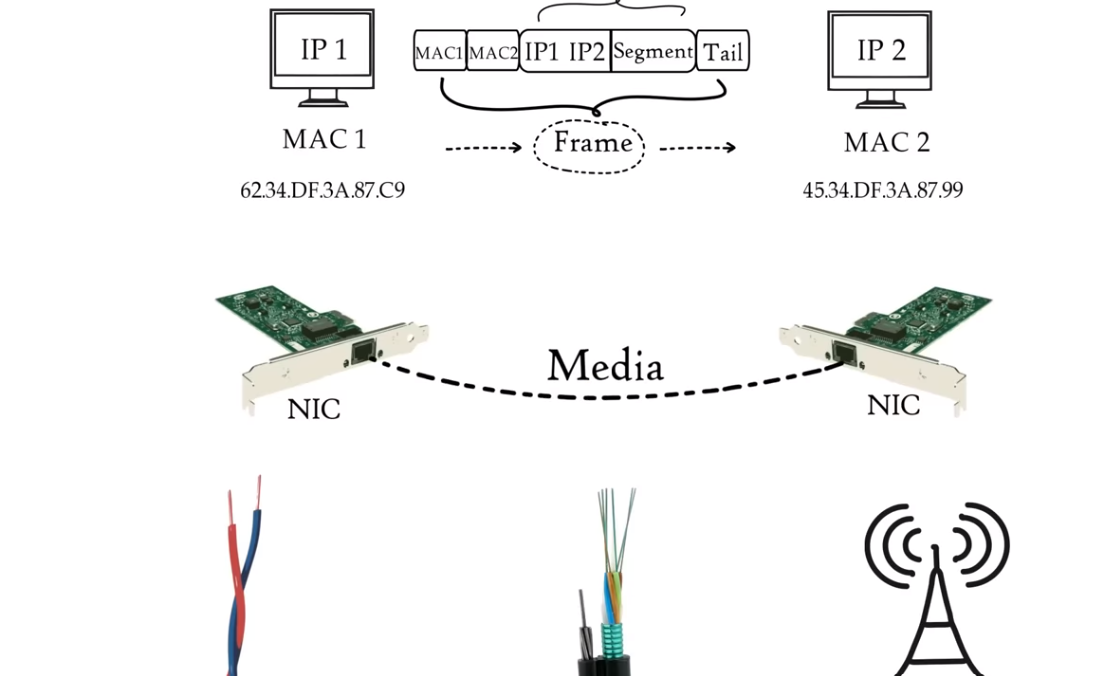 IP 1
MAC1 MAC2 IP1 IP2 Segment Tail
IP 2
MAC 1
Frame
MAC 2
62.34.DF.3A.87.C9
45.34.DF.3A.87.99
Media
NIC
NIC